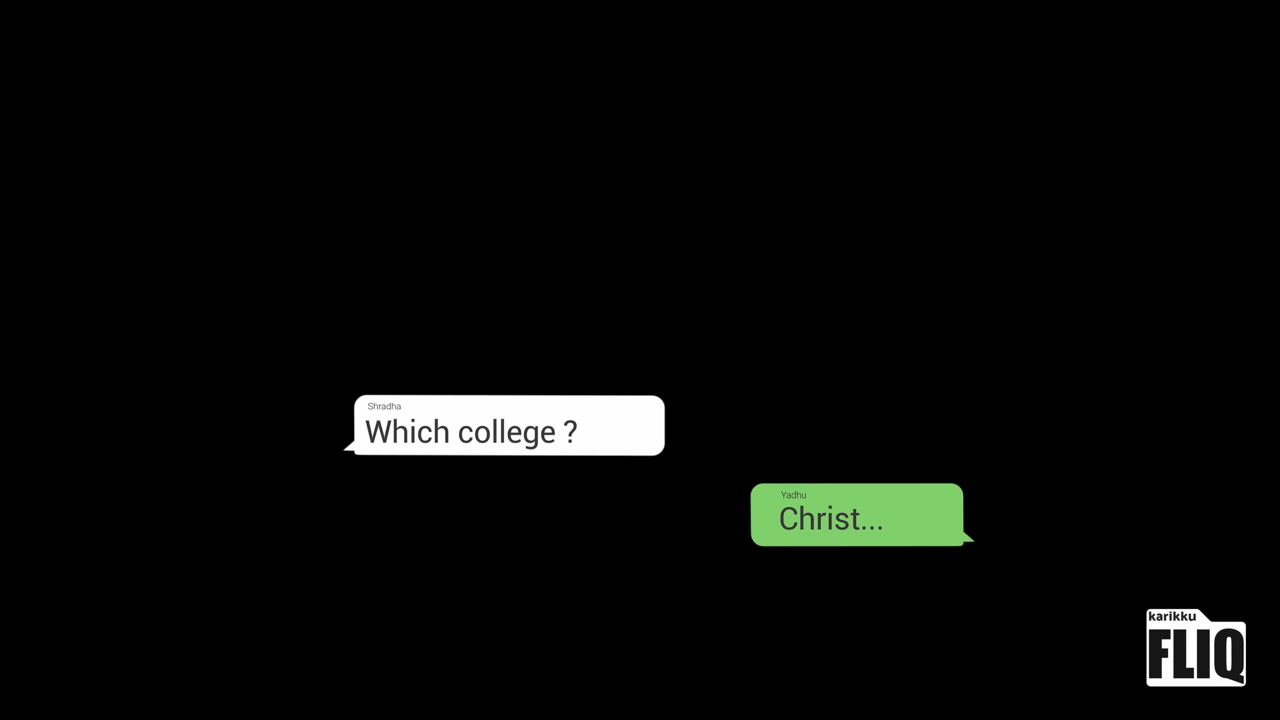 Shradha
Which college ?
Yadhu
Christ...
karikku
FLIQ